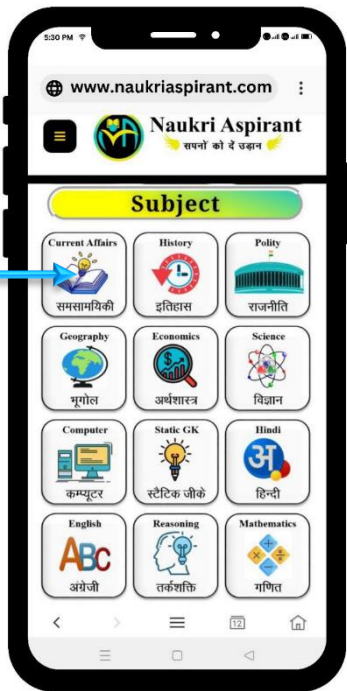 5:30 PM
www.naukriaspirant.com
Naukri Aspirant
सपनों को दें उड़ान
Subject
Current Affairs History Polity
समसामयिकी इतिहास राजनीति
Geography Economics Science
भूगोल अर्थशास्त्र विज्ञान
Computer Static GK Hindi
अ
कम्प्यूटर स्टैटिक जीके हिन्दी
English Reasoning Mathematics
ABC
अंग्रेजी तर्कशक्ति गणित
12